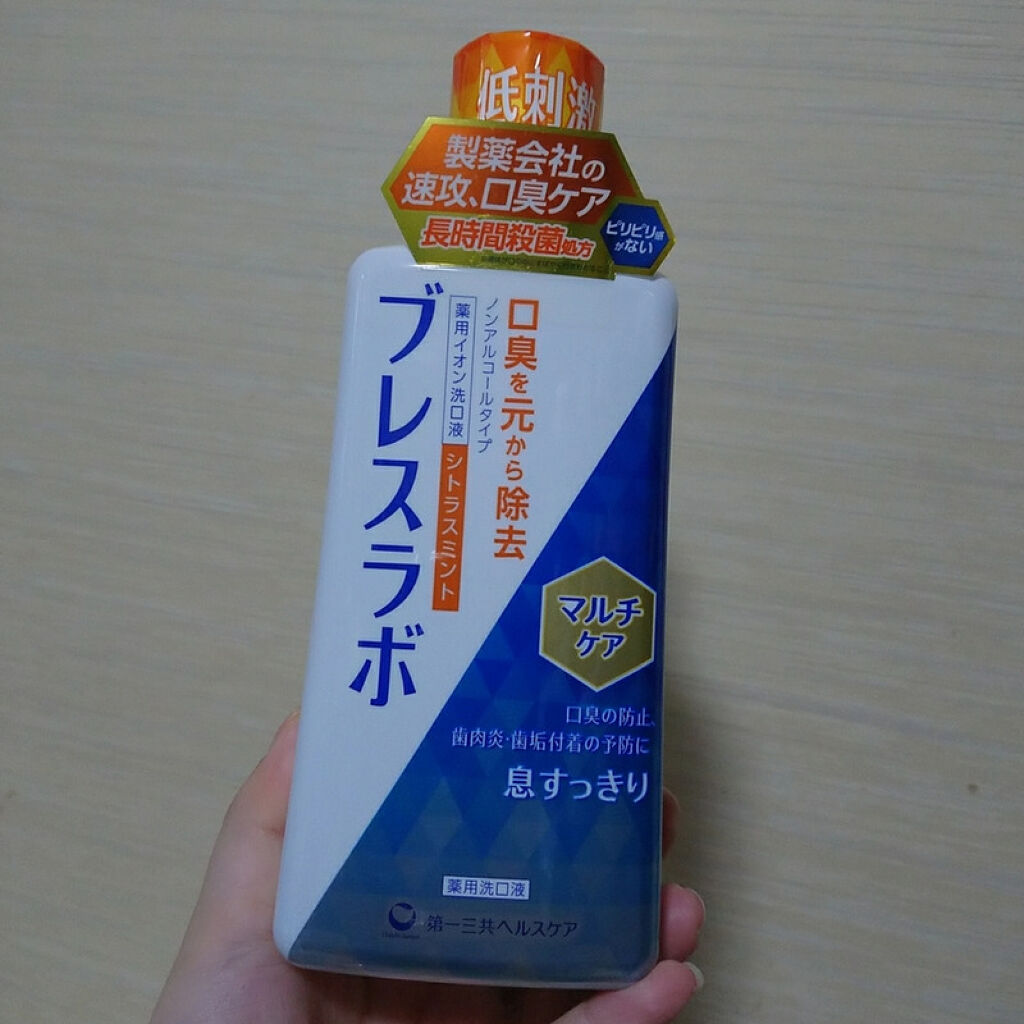 低刺激
製薬会社の
速攻、口臭ケア
長時間殺菌処方
ピリピリ感
がない
口臭を元から除去
ノンアルコールタイプ
薬用イオン洗口液
シトラスミント
ブレスラボ
マルチ
ケア
口臭の防止、
歯肉炎・歯垢付着の予防に
息すっきり
薬用洗口液
第一三共ヘルスケア